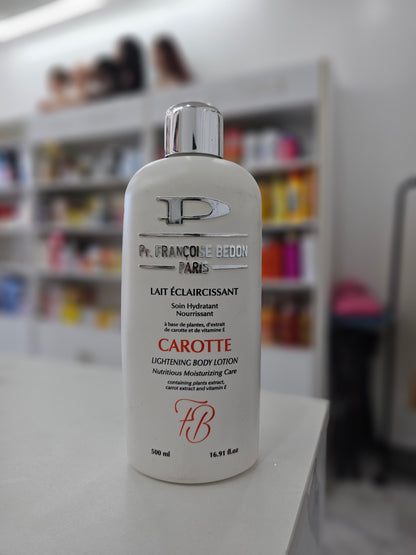 Pr. FRANÇOISE BEDON
PARIS
LAIT ÉCLAIRCISSANT
Soin Hydratant
Nourrissant
à base de plantes, d'extrait
de carotte et de vitamine E
CAROTTE
LIGHTENING BODY LOTION
Nutritious Moisturizing Care
containing plants extract,
carrot extract and vitamin E
FB
500 ml 16.91 fl.oz